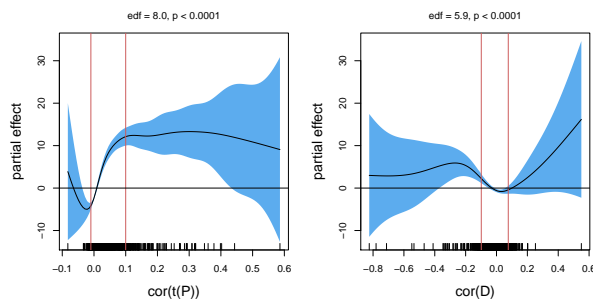 edf = 8.0, p < 0.0001
partial effect
30
20
10
0
−10
−0.1 0.0 0.1 0.2 0.3 0.4 0.5 0.6
cor(t(P))
edf = 5.9, p < 0.0001
partial effect
30
20
10
0
−10
−0.8 −0.6 −0.4 −0.2 0.0 0.2 0.4 0.6
cor(D)